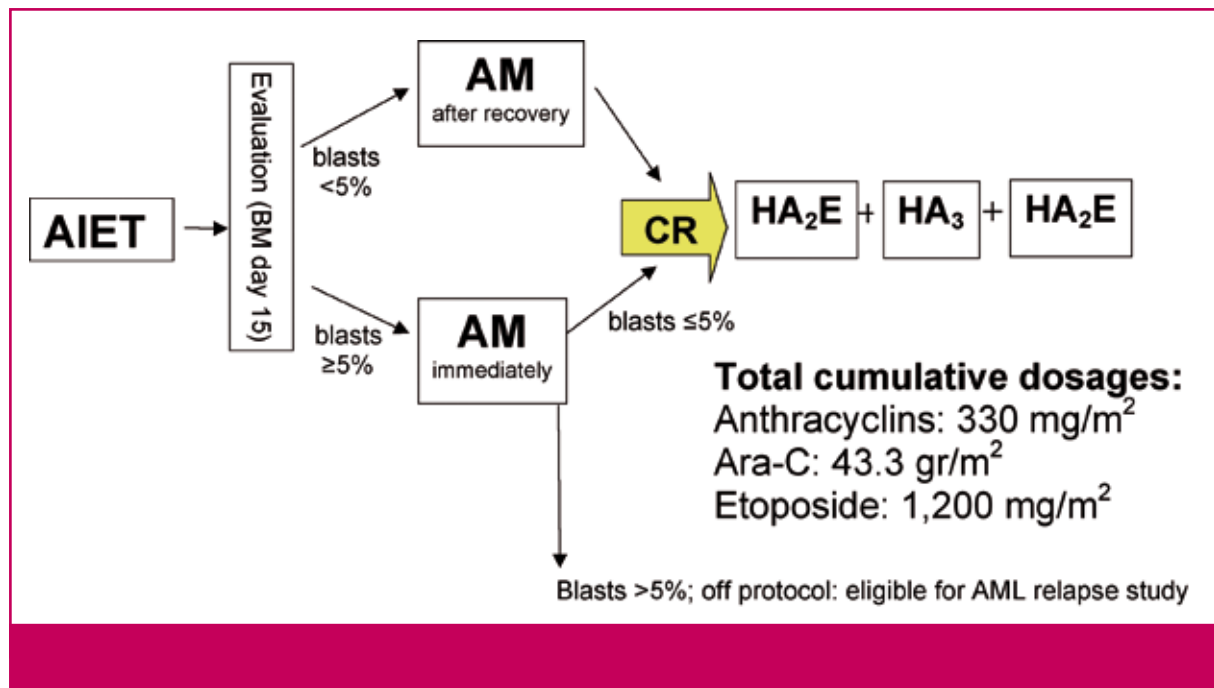 AIET
Evaluation (BM day 15)
blasts
<5%
AM
after recovery
blasts
≥5%
AM
immediately
blasts ≤5%
CR
HA₂E + HA₃ + HA₂E
Total cumulative dosages:
Anthracyclins: 330 mg/m²
Ara-C: 43.3 gr/m²
Etoposide: 1,200 mg/m²
Blasts >5%; off protocol: eligible for AML relapse study